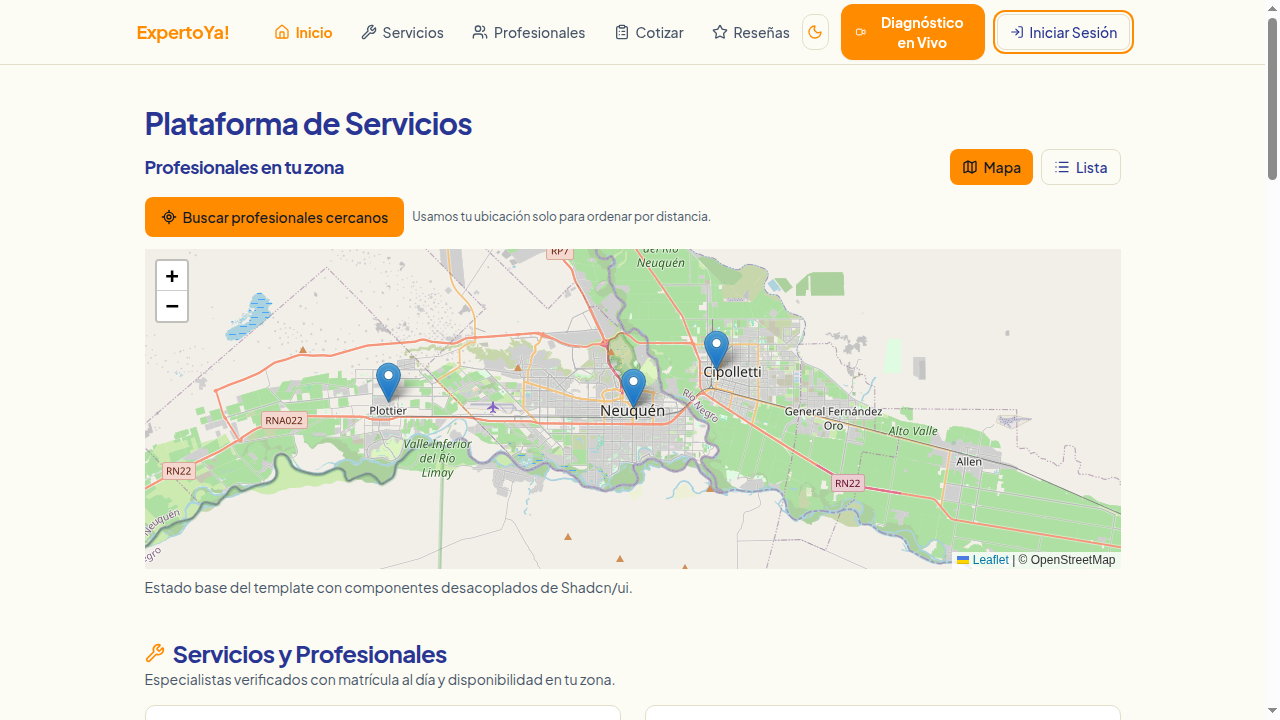 ExpertoYa!
Inicio
Servicios
Profesionales
Cotizar
Reseñas
Diagnóstico
en Vivo
Iniciar Sesión
Plataforma de Servicios
Profesionales en tu zona
Mapa
Lista
Buscar profesionales cercanos
Usamos tu ubicación solo para ordenar por distancia.
+
−
RP7
del Río
Neuquén
Cipolletti
Plottier
Neuquén
Río Negro
RNA022
General Fernández
Oro
Alto Valle
Valle Inferior
del Río
Limay
Allen
RN22
RN22
Neuquén
egro
Leaflet | © OpenStreetMap
Estado base del template con componentes desacoplados de Shadcn/ui.
Servicios y Profesionales
Especialistas verificados con matrícula al día y disponibilidad en tu zona.